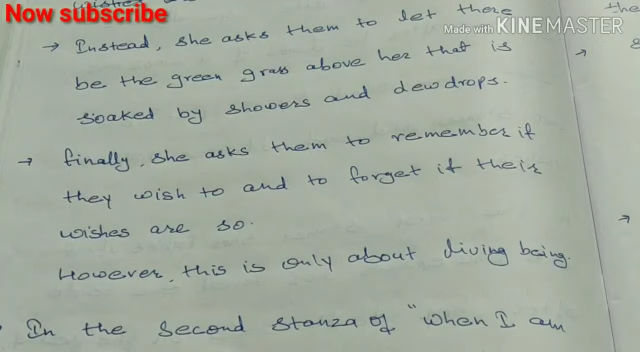 Now subscribe
Made with KINEMASTER
→ Instead, she asks them to let there
be the green grass above her that is
soaked by showers and dewdrops.
→ finally, she asks them to remember if
they wish to and to forget if their
wishes are so.
However, this is only about living being.
In the second stanza of "when I am
the
→
→